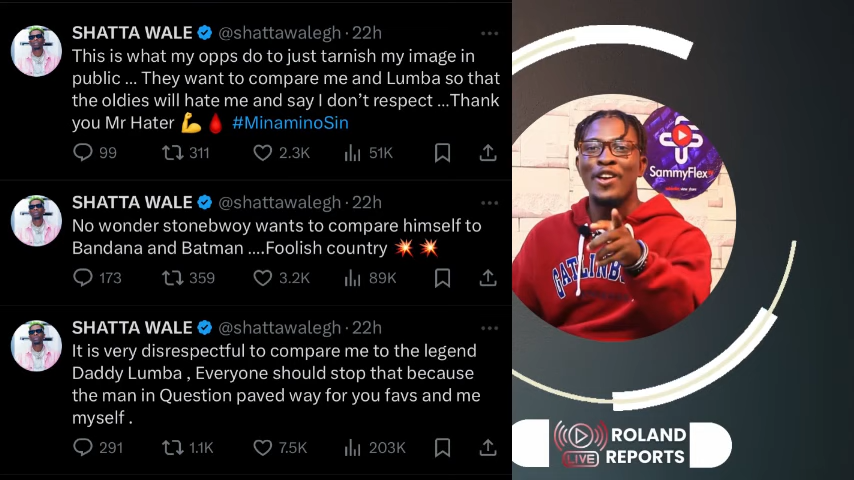 SHATTA WALE @shattawalegh · 22h
This is what my opps do to just tarnish my image in
public ... They want to compare me and Lumba so that
the oldies will hate me and say I don't respect ...Thank
you Mr Hater 💪🩸 #MinaminoSin
99 311 2.3K 51K
SHATTA WALE @shattawalegh · 22h
No wonder stonebwoy wants to compare himself to
Bandana and Batman ....Foolish country 💥 💥
173 359 3.2K 89K
SHATTA WALE @shattawalegh · 22h
It is very disrespectful to compare me to the legend
Daddy Lumba , Everyone should stop that because
the man in Question paved way for you favs and me
myself .
291 1.1K 7.5K 203K
SammyFlex
GATLINBU
LIVE
ROLAND
REPORTS